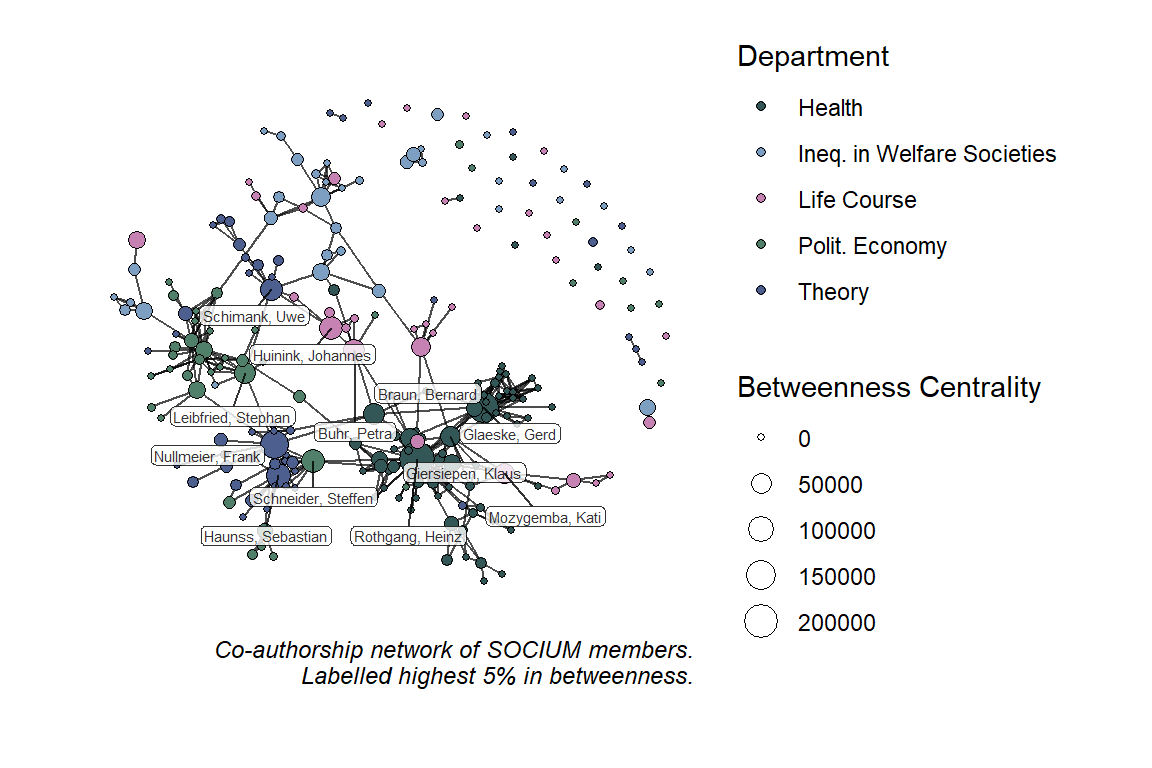 Department
Health
Ineq. in Welfare Societies
Life Course
Polit. Economy
Theory
Schimank, Uwe
Huinink, Johannes
Braun, Bernard
Leibfried, Stephan
Buhr, Petra
Glaeske, Gerd
Nullmeier, Frank
Giersiepen, Klaus
Schneider, Steffen
Mozygemba, Kati
Haunss, Sebastian
Rothgang, Heinz
Betweenness Centrality
0
50000
100000
150000
200000
Co-authorship network of SOCIUM members.
Labelled highest 5% in betweenness.